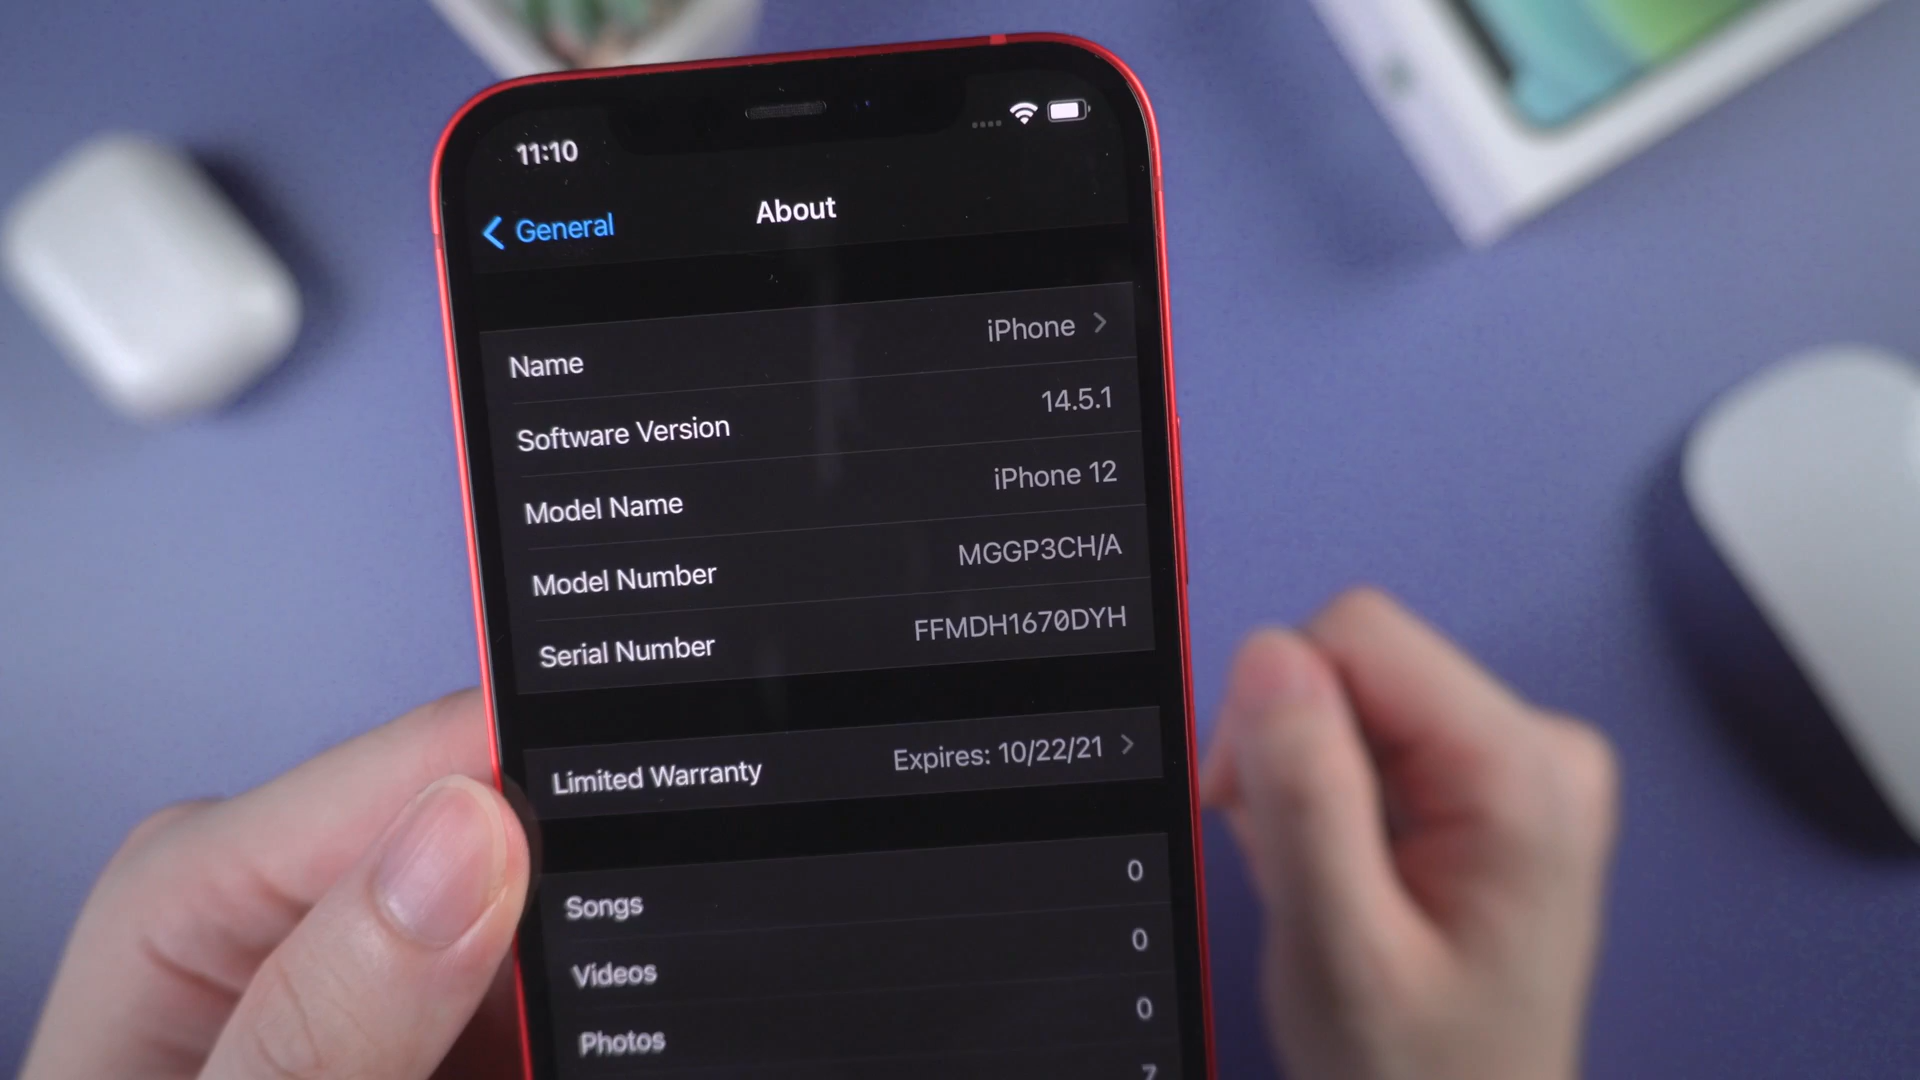 11:10
General
About
Name iPhone
Software Version 14.5.1
Model Name iPhone 12
Model Number MGGP3CH/A
Serial Number FFMDH1670DYH
Limited Warranty Expires: 10/22/21
Songs 0
Videos 0
Photos 0
7